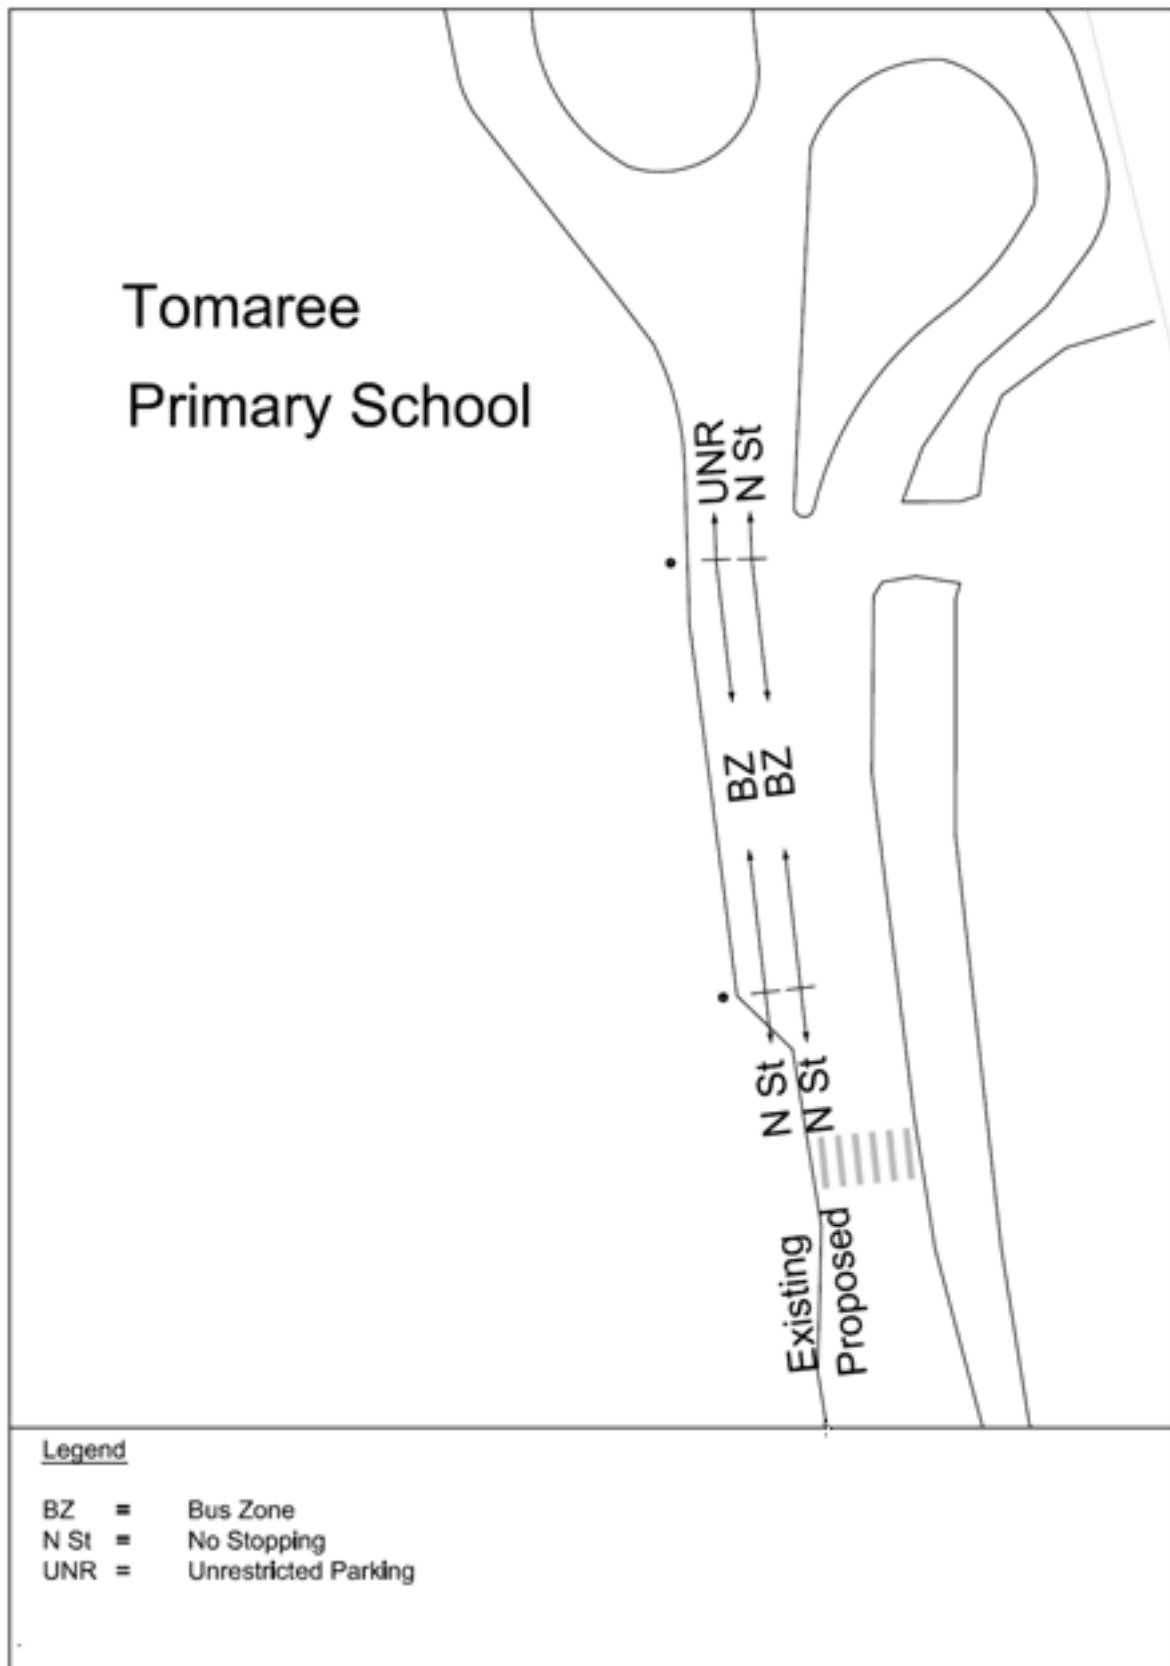 Tomaree
Primary School
UNR
N St
BZ
BZ
N St
N St
Existing
Proposed
Legend
BZ = Bus Zone
N St = No Stopping
UNR = Unrestricted Parking